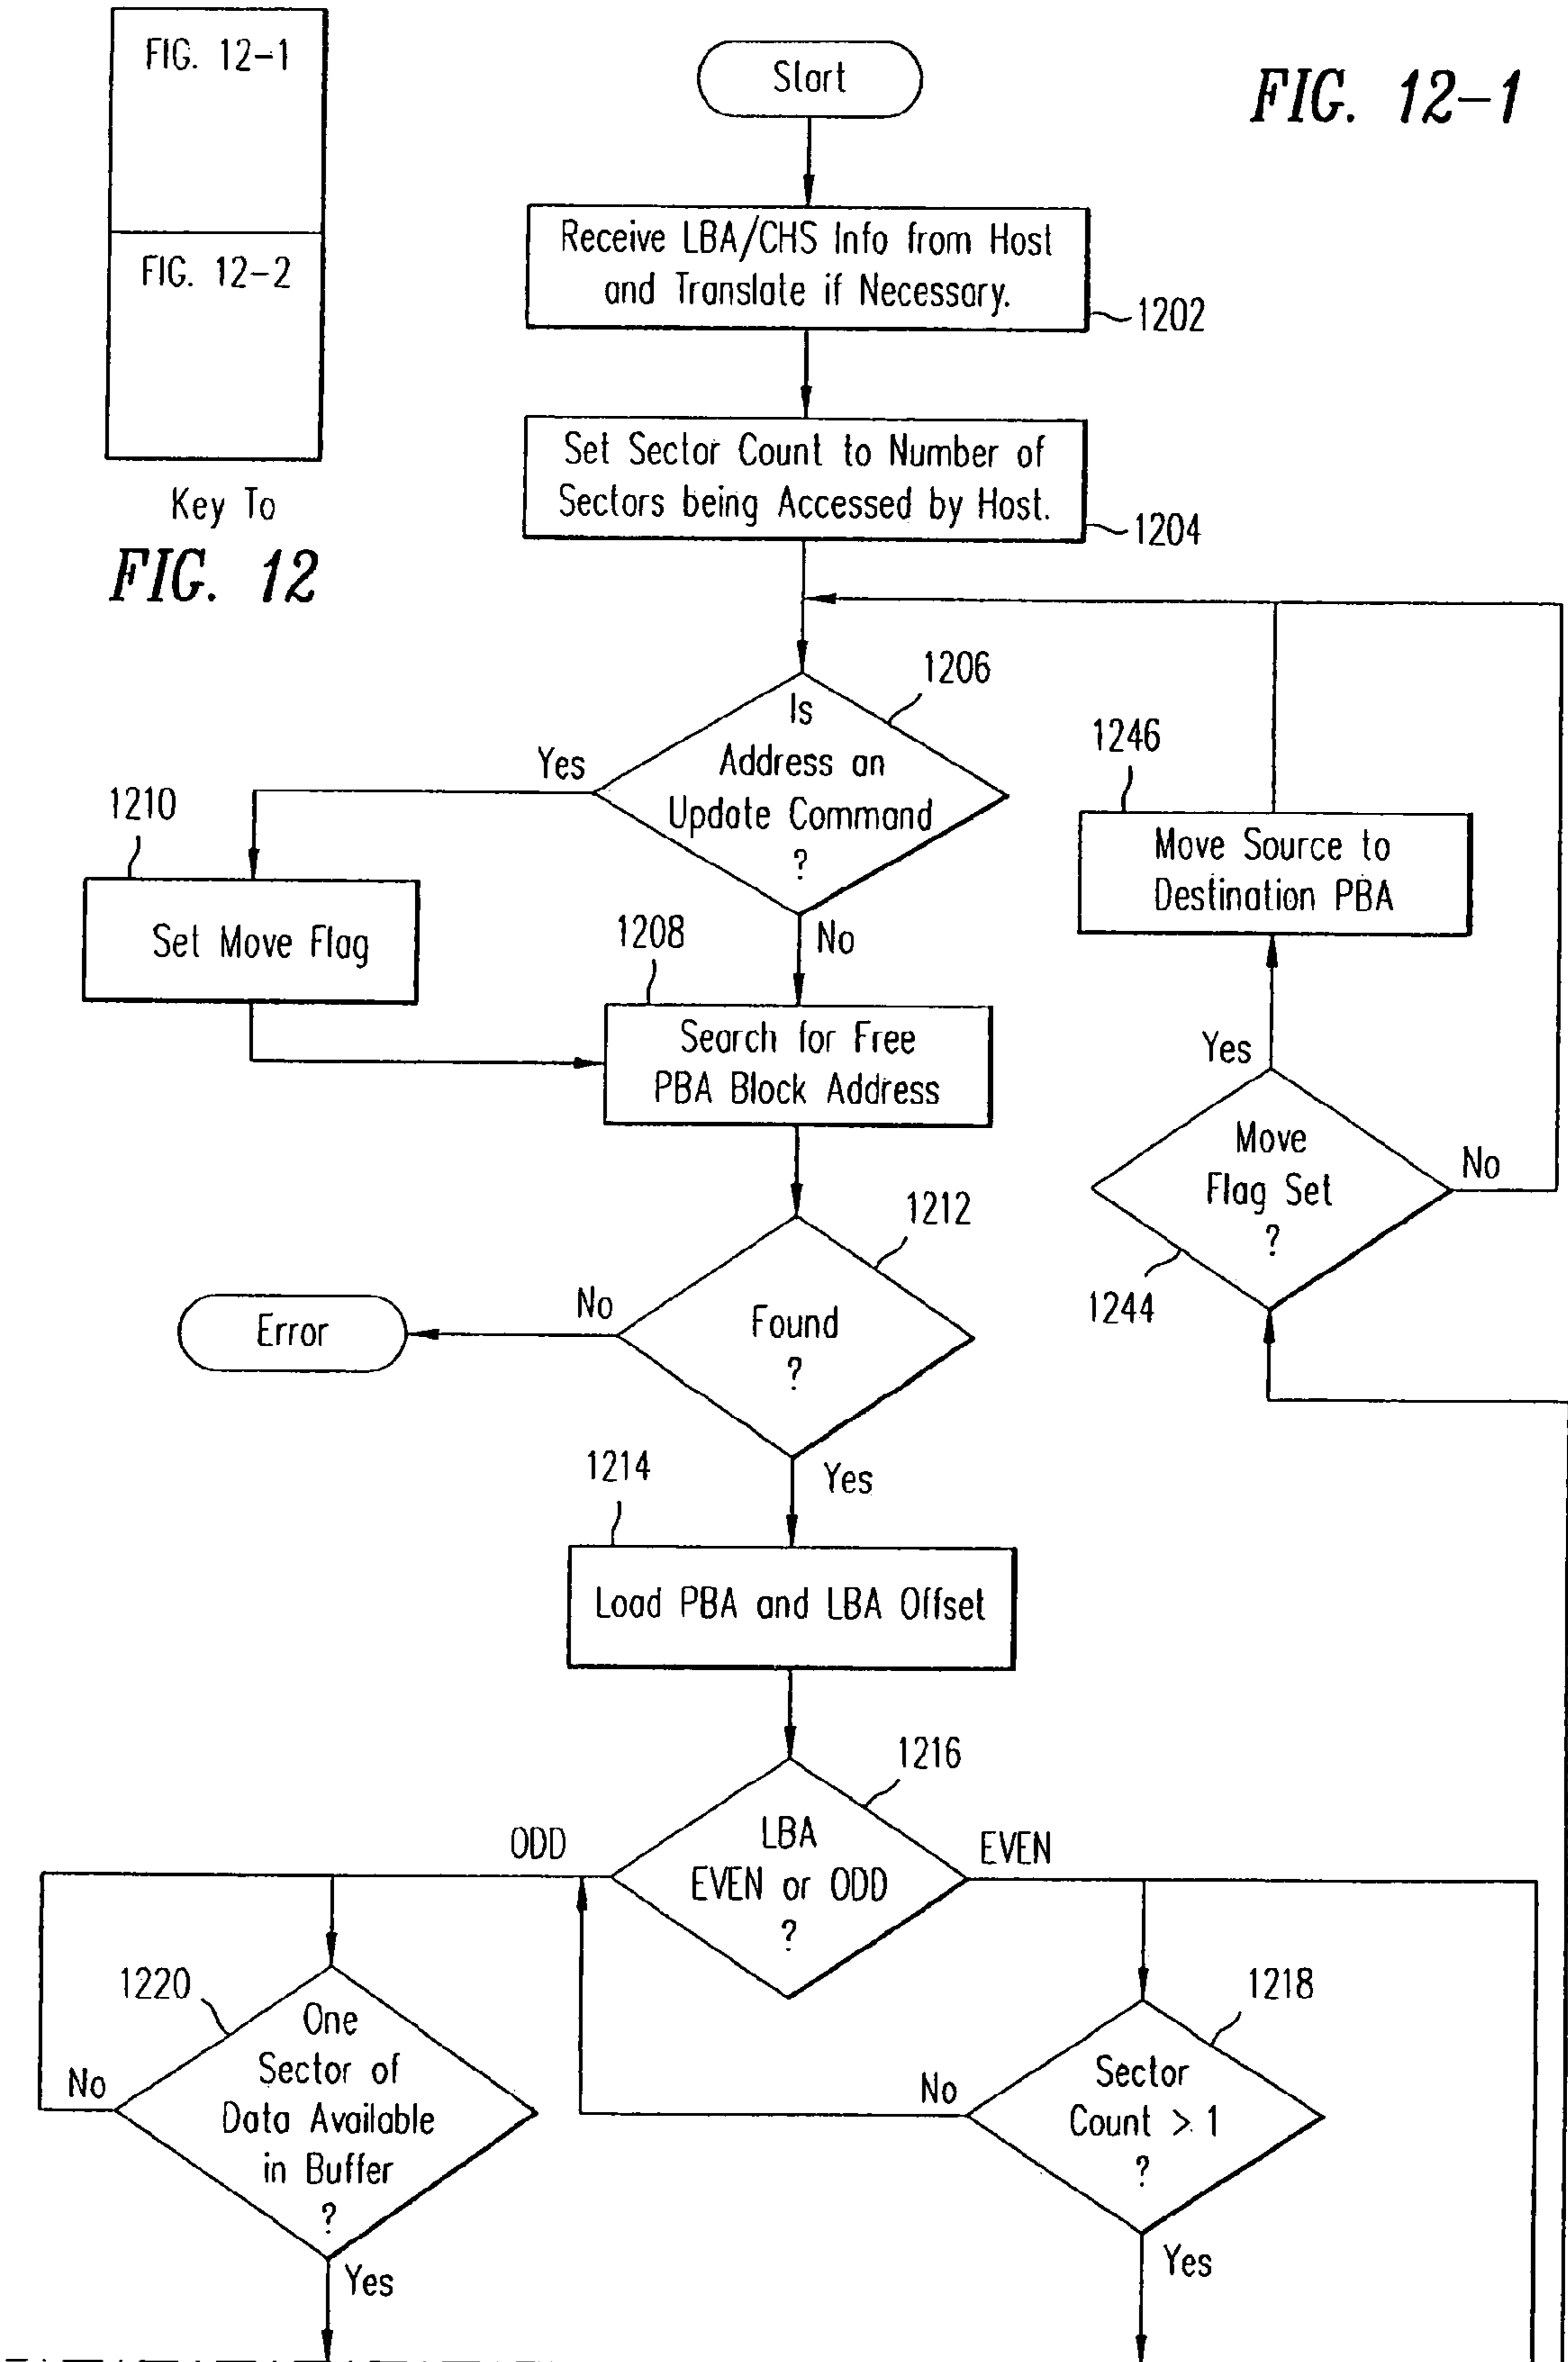 FIG. 12-1
FIG. 12-2
Key To
FIG. 12
FIG. 12-1
Start
Receive LBA/CHS Info from Host
and Translate if Necessary.
1202
Set Sector Count to Number of
Sectors being Accessed by Host.
1204
1206
Is
Address an
Update Command
?
Yes
No
1210
Set Move Flag
1208
Search for Free
PBA Block Address
1246
Move Source to
Destination PBA
Yes
Move
Flag Set
?
No
1244
1212
Found
?
No
Error
Yes
1214
Load PBA and LBA Offset
1216
LBA
EVEN or ODD
?
ODD
EVEN
1220
One
Sector of
Data Available
in Buffer
?
No
Yes
1218
Sector
Count > 1
?
No
Yes